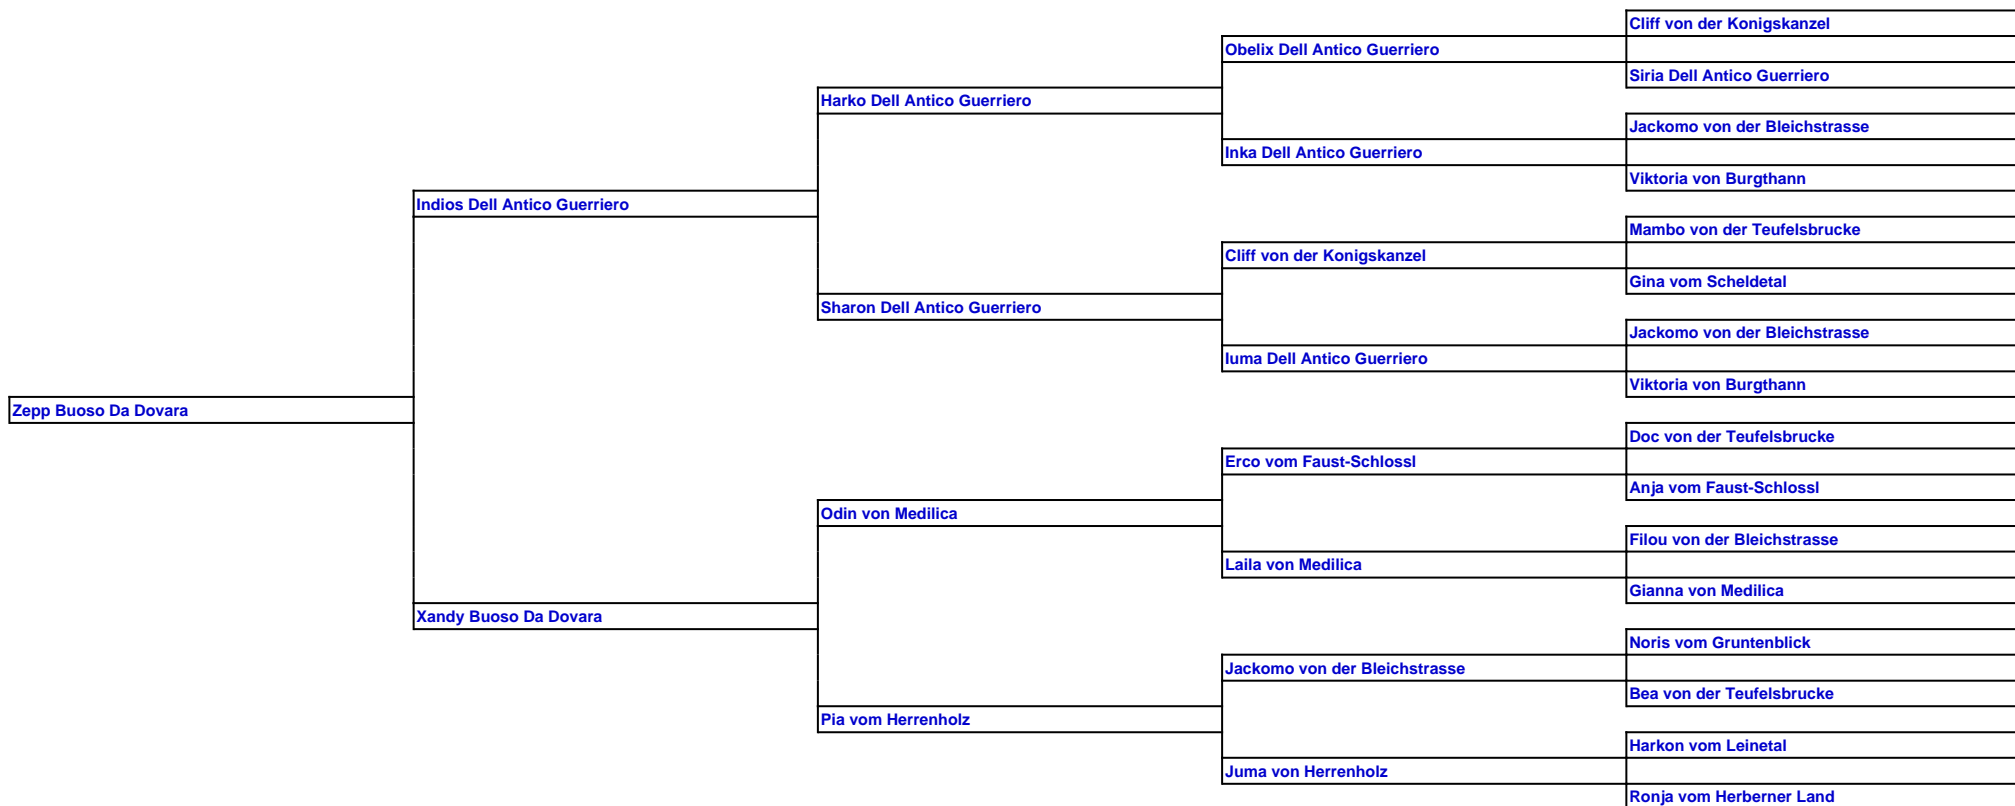 Cliff von der Konigskanzel
Obelix Dell Antico Guerriero
Siria Dell Antico Guerriero
Harko Dell Antico Guerriero
Jackomo von der Bleichstrasse
Inka Dell Antico Guerriero
Viktoria von Burgthann
Indios Dell Antico Guerriero
Mambo von der Teufelsbrucke
Cliff von der Konigskanzel
Gina vom Scheldetal
Sharon Dell Antico Guerriero
Jackomo von der Bleichstrasse
Iuma Dell Antico Guerriero
Viktoria von Burgthann
Zepp Buoso Da Dovara
Doc von der Teufelsbrucke
Erco vom Faust-Schlossl
Anja vom Faust-Schlossl
Odin von Medilica
Filou von der Bleichstrasse
Laila von Medilica
Gianna von Medilica
Xandy Buoso Da Dovara
Noris vom Gruntenblick
Jackomo von der Bleichstrasse
Bea von der Teufelsbrucke
Pia vom Herrenholz
Harkon vom Leinetal
Juma von Herrenholz
Ronja vom Herberner Land